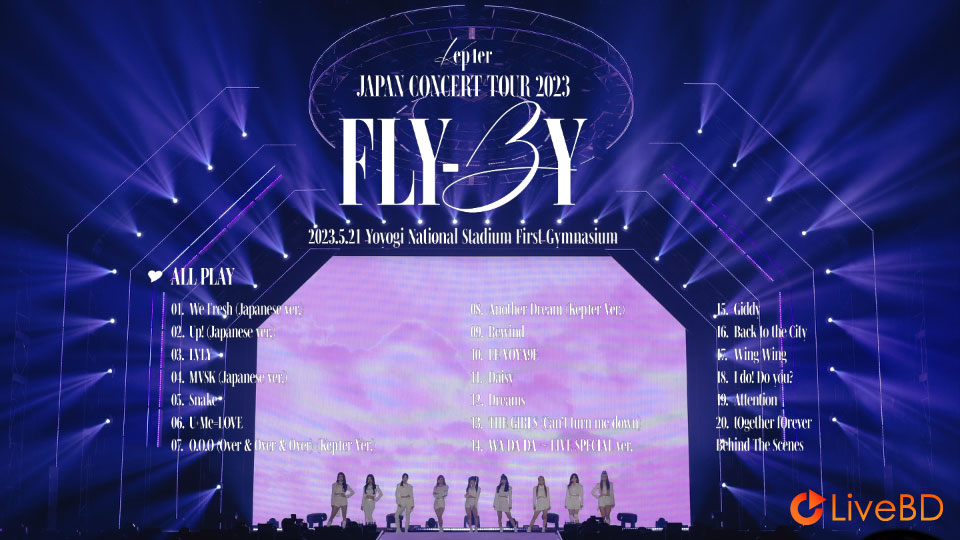 Kep1er
JAPAN CONCERT TOUR 2023
FLY-BY
2023.5.21 Yoyogi National Stadium First Gymnasium
ALL PLAY
01. We Fresh (Japanese ver.)
02. Up! (Japanese ver.)
03. LVLY
04. MVSK (Japanese ver.)
05. Snake
06. U+Me=LOVE
07. O.O.O (Over & Over & Over) (Kep1er Ver.)
08. Another Dream (Kep1er Ver.)
09. Rewind
10. LE VOYA9E
11. Daisy
12. Dreams
13. THE GIRLS (Can't turn me down)
14. WA DA DA - LIVE SPECIAL ver.
15. Giddy
16. Back to the City
17. Wing Wing
18. I do! Do you?
19. Attention
20. tOgether fOrever
Behind The Scenes
LiveBD